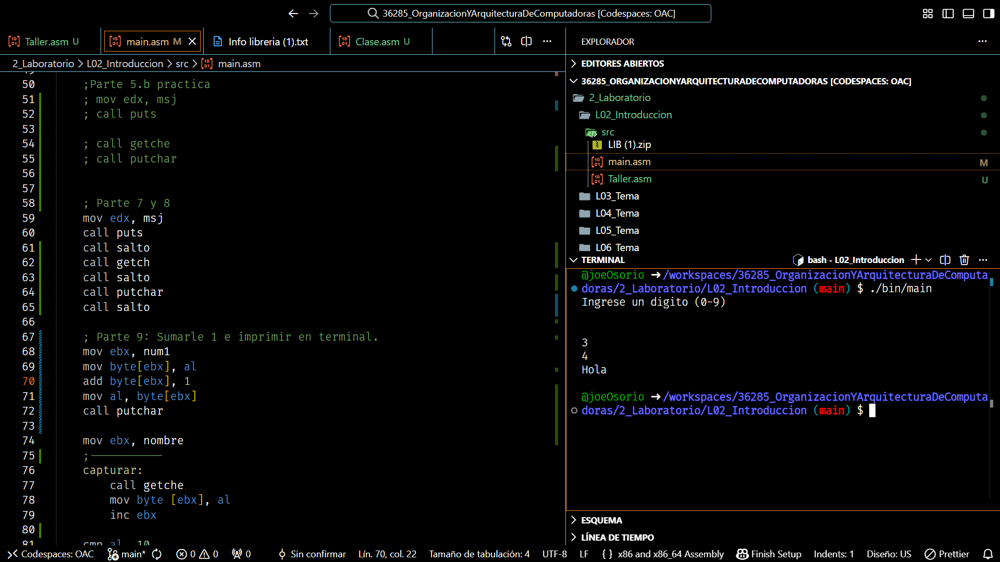 36285_OrganizacionYArquitecturaDeComputadoras [Codespaces: OAC]
Taller.asm U
main.asm M
Info libreria (1).txt
Clase.asm U
2_Laboratorio > L02_Introduccion > src > main.asm
50 ;Parte 5.b practica
51 ; mov edx, msj
52 ; call puts
53
54 ; call getche
55 ; call putchar
56
57
58 ; Parte 7 y 8
59 mov edx, msj
60 call puts
61 call salto
62 call getch
63 call salto
64 call putchar
65 call salto
66
67 ; Parte 9: Sumarle 1 e imprimir en terminal.
68 mov ebx, num1
69 mov byte[ebx], al
70 add byte[ebx], 1
71 mov al, byte[ebx]
72 call putchar
73
74 mov ebx, nombre
75 ;-----------
76 capturar:
77 call getche
78 mov byte [ebx], al
79 inc ebx
80
81 cmp al, 10
EXPLORADOR
EDITORES ABIERTOS
36285_ORGANIZACIONYARQUITECTURADECOMPUTADORAS [CODESPACES: OAC]
2_Laboratorio
L02_Introduccion
src
LIB (1).zip
main.asm M
Taller.asm U
L03_Tema
L04_Tema
L05_Tema
L06_Tema
TERMINAL
bash - L02_Introduccion
@joeOsorio ➜ /workspaces/36285_OrganizacionYArquitecturaDeComputa
doras/2_Laboratorio/L02_Introduccion (main) $ ./bin/main
Ingrese un digito (0-9)
3
4
Hola
@joeOsorio ➜ /workspaces/36285_OrganizacionYArquitecturaDeComputa
doras/2_Laboratorio/L02_Introduccion (main) $
ESQUEMA
LÍNEA DE TIEMPO
Codespaces: OAC main* 0 0 0 Sin confirmar Lín. 70, col. 22 Tamaño de tabulación: 4 UTF-8 LF { } x86 and x86_64 Assembly Finish Setup Indents: 1 Diseño: US Prettier